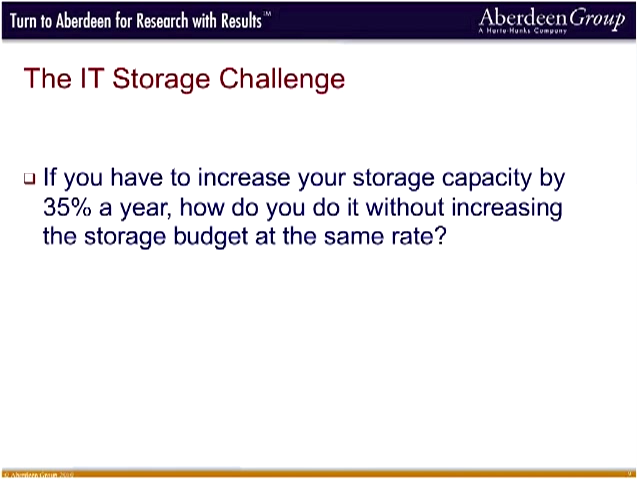 Turn to Aberdeen for Research with Results™
AberdeenGroup
A Harte-Hanks Company
The IT Storage Challenge
If you have to increase your storage capacity by
35% a year, how do you do it without increasing
the storage budget at the same rate?
© Aberdeen Group